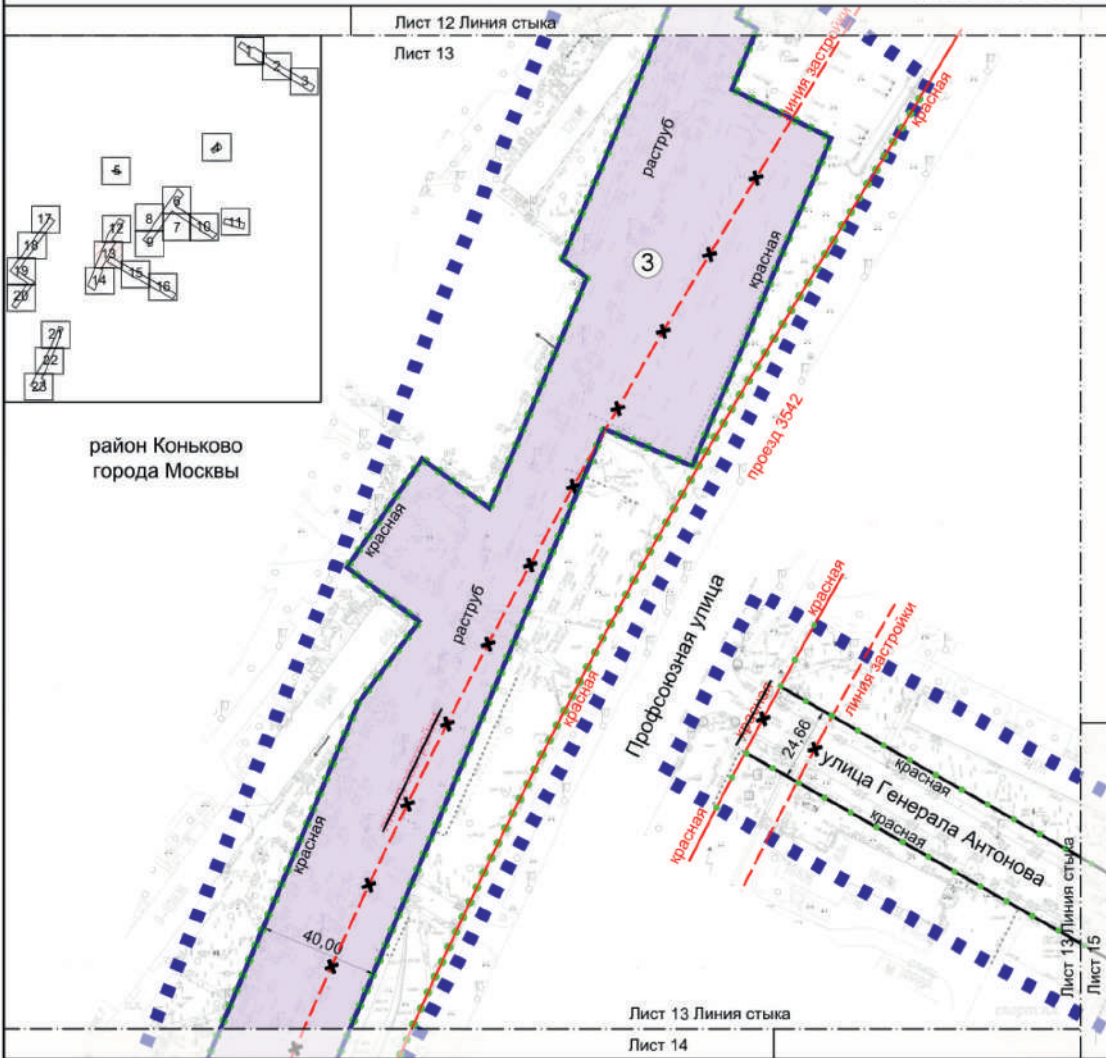 Лист 12 Линия стыка
Лист 13
1
2
3
4
5
6
7
8
9
10
11
12
13
14
15
16
17
18
19
20
21
22
23
район Коньково
города Москвы
раструб
линия застройки
красная
3
красная
проезд 3542
красная
раструб
красная
Профсоюзная улица
красная
линия застройки
красная
24,66
красная
улица Генерала Антонова
красная
красная
красная
40,00
Лист 13 Линия стыка
Лист 15
Лист 13 Линия стыка
Лист 14